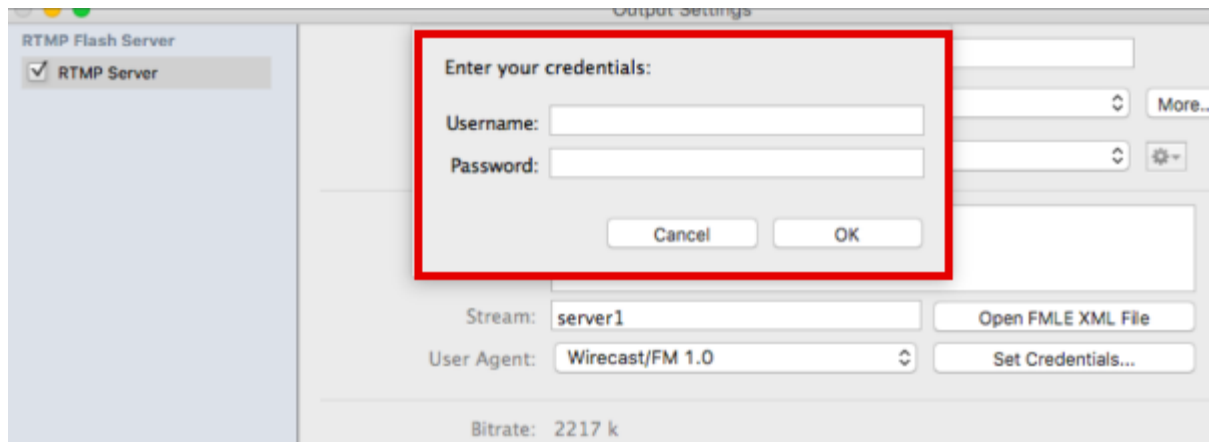 Output Settings
RTMP Flash Server
RTMP Server
Enter your credentials:
Username:
Password:
Cancel OK
More..
Stream: server1 Open FMLE XML File
User Agent: Wirecast/FM 1.0 Set Credentials...
Bitrate: 2217 k